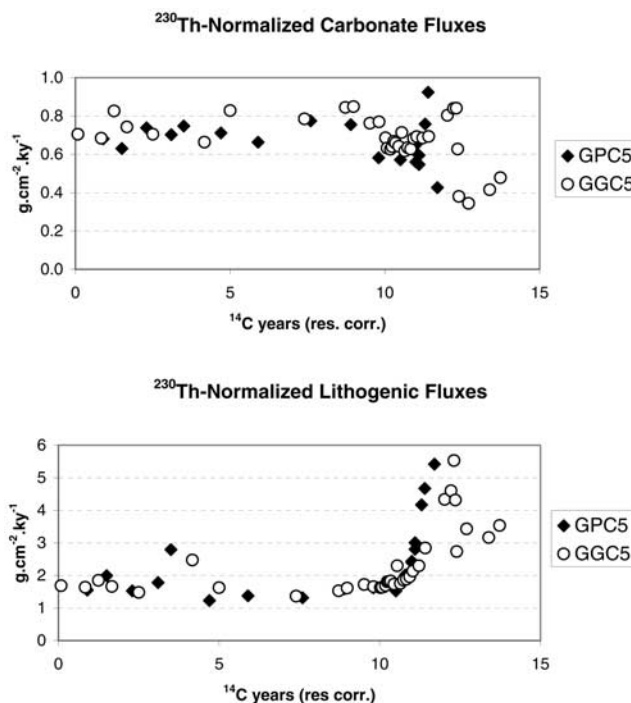 ²³⁰Th-Normalized Carbonate Fluxes
1.0
0.8
0.6
0.4
0.2
0.0
g.cm⁻².ky⁻¹
0 5 10 15
¹⁴C years (res. corr.)
GPC5
GGC5
²³⁰Th-Normalized Lithogenic Fluxes
6
5
4
3
2
1
0
g.cm⁻².ky⁻¹
0 5 10 15
¹⁴C years (res corr.)
GPC5
GGC5